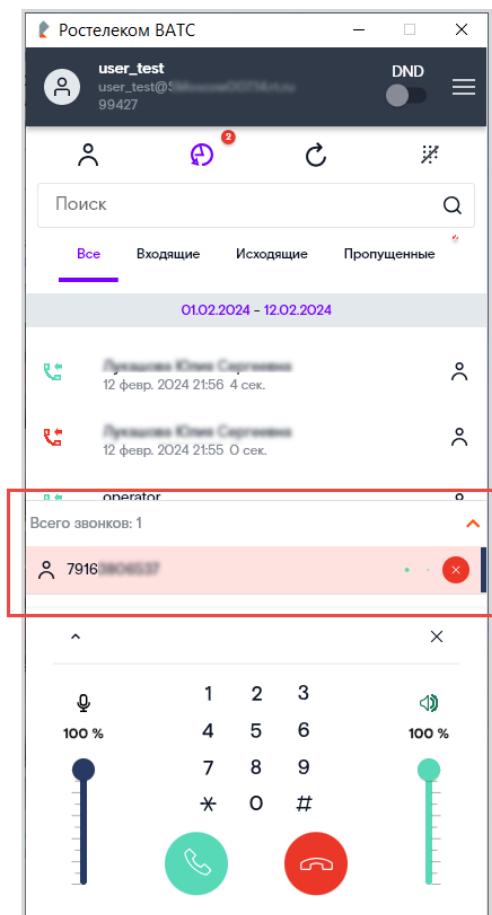 Ростелеком ВАТС
user_test DND
user_test@
99427
2
Поиск
Все Входящие Исходящие Пропущенные
01.02.2024 - 12.02.2024
12 февр. 2024 21:56 4 сек.
12 февр. 2024 21:55 0 сек.
operator
Всего звонков: 1
7916
1 2 3
100 % 4 5 6 100 %
7 8 9
* 0 #